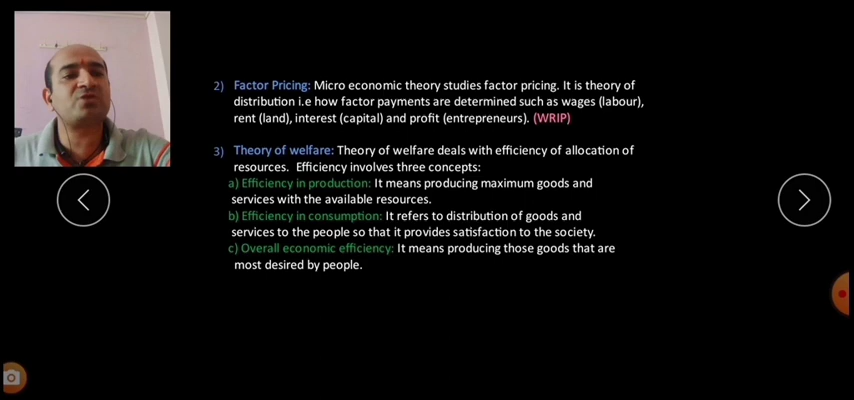 2) Factor Pricing: Micro economic theory studies factor pricing. It is theory of
distribution i.e how factor payments are determined such as wages (labour),
rent (land), interest (capital) and profit (entrepreneurs). (WRIP)
3) Theory of welfare: Theory of welfare deals with efficiency of allocation of
resources. Efficiency involves three concepts:
a) Efficiency in production: It means producing maximum goods and
services with the available resources.
b) Efficiency in consumption: It refers to distribution of goods and
services to the people so that it provides satisfaction to the society.
c) Overall economic efficiency: It means producing those goods that are
most desired by people.